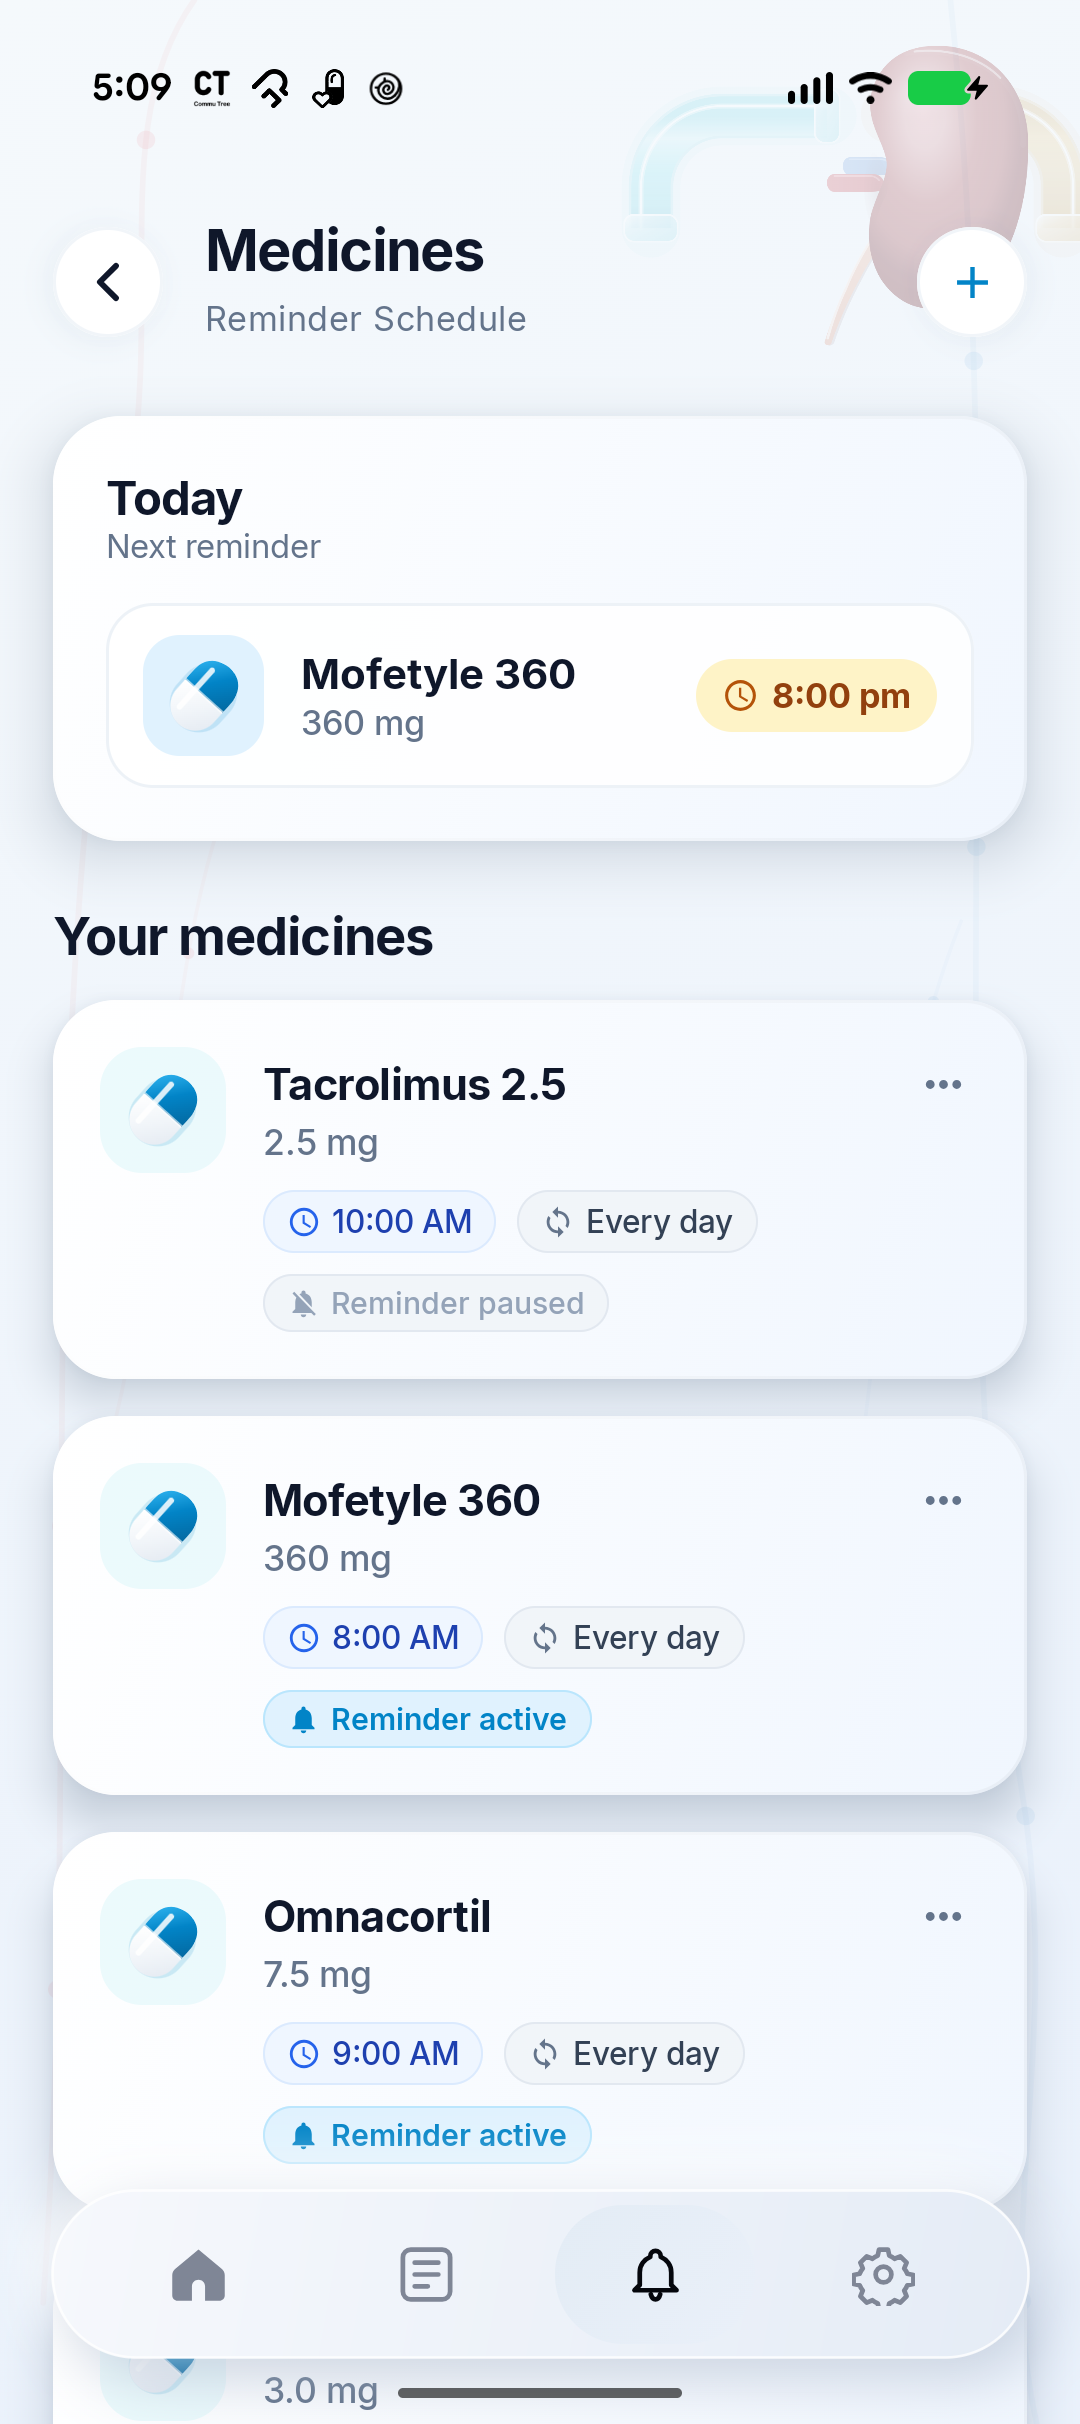 5:09
CT
Commu Tree
Medicines
Reminder Schedule
Today
Next reminder
Mofetyle 360
360 mg
8:00 pm
Your medicines
Tacrolimus 2.5
2.5 mg
10:00 AM
Every day
Reminder paused
Mofetyle 360
360 mg
8:00 AM
Every day
Reminder active
Omnacortil
7.5 mg
9:00 AM
Every day
Reminder active
3.0 mg